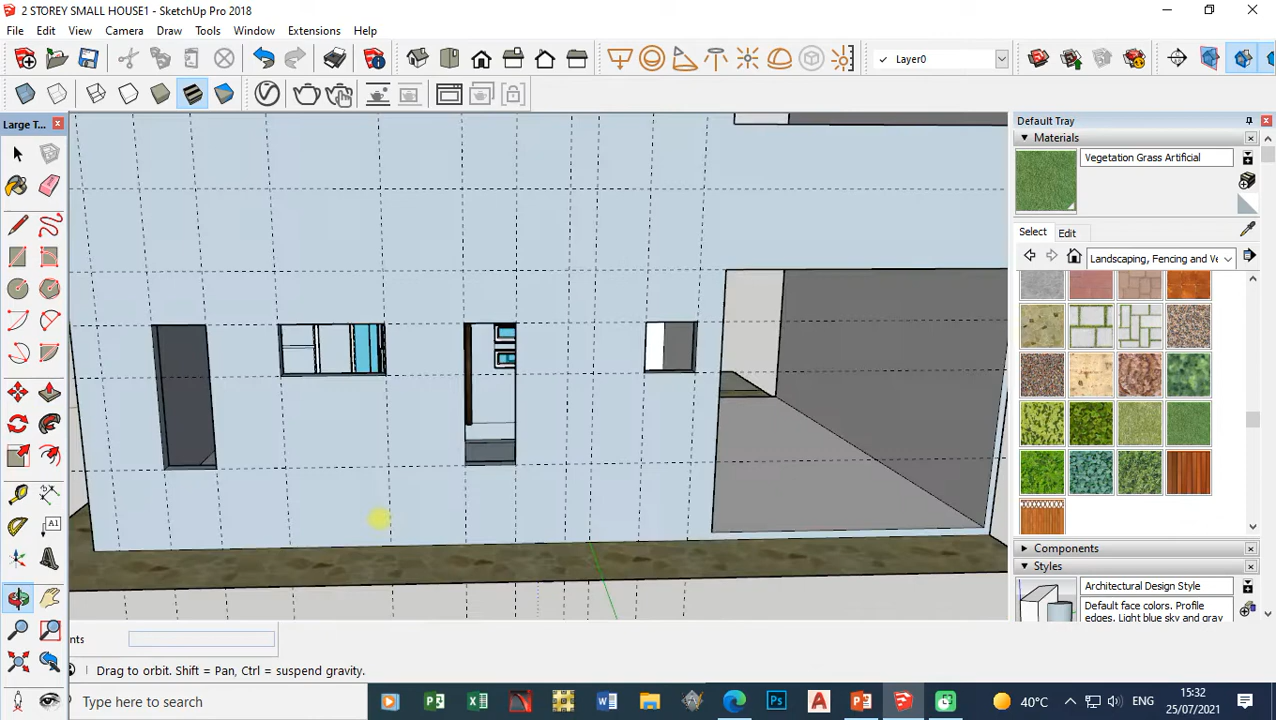 2 STOREY SMALL HOUSE1 - SketchUp Pro 2018
File Edit View Camera Draw Tools Window Extensions Help
Layer0
Large T...
Default Tray
Materials
Vegetation Grass Artificial
Select Edit
Landscaping, Fencing and Ve
A1
Components
Styles
Architectural Design Style
Default face colors. Profile
edges. Light blue sky and gray
nts
Drag to orbit. Shift = Pan, Ctrl = suspend gravity.
Type here to search
40°C
ENG
15:32
25/07/2021